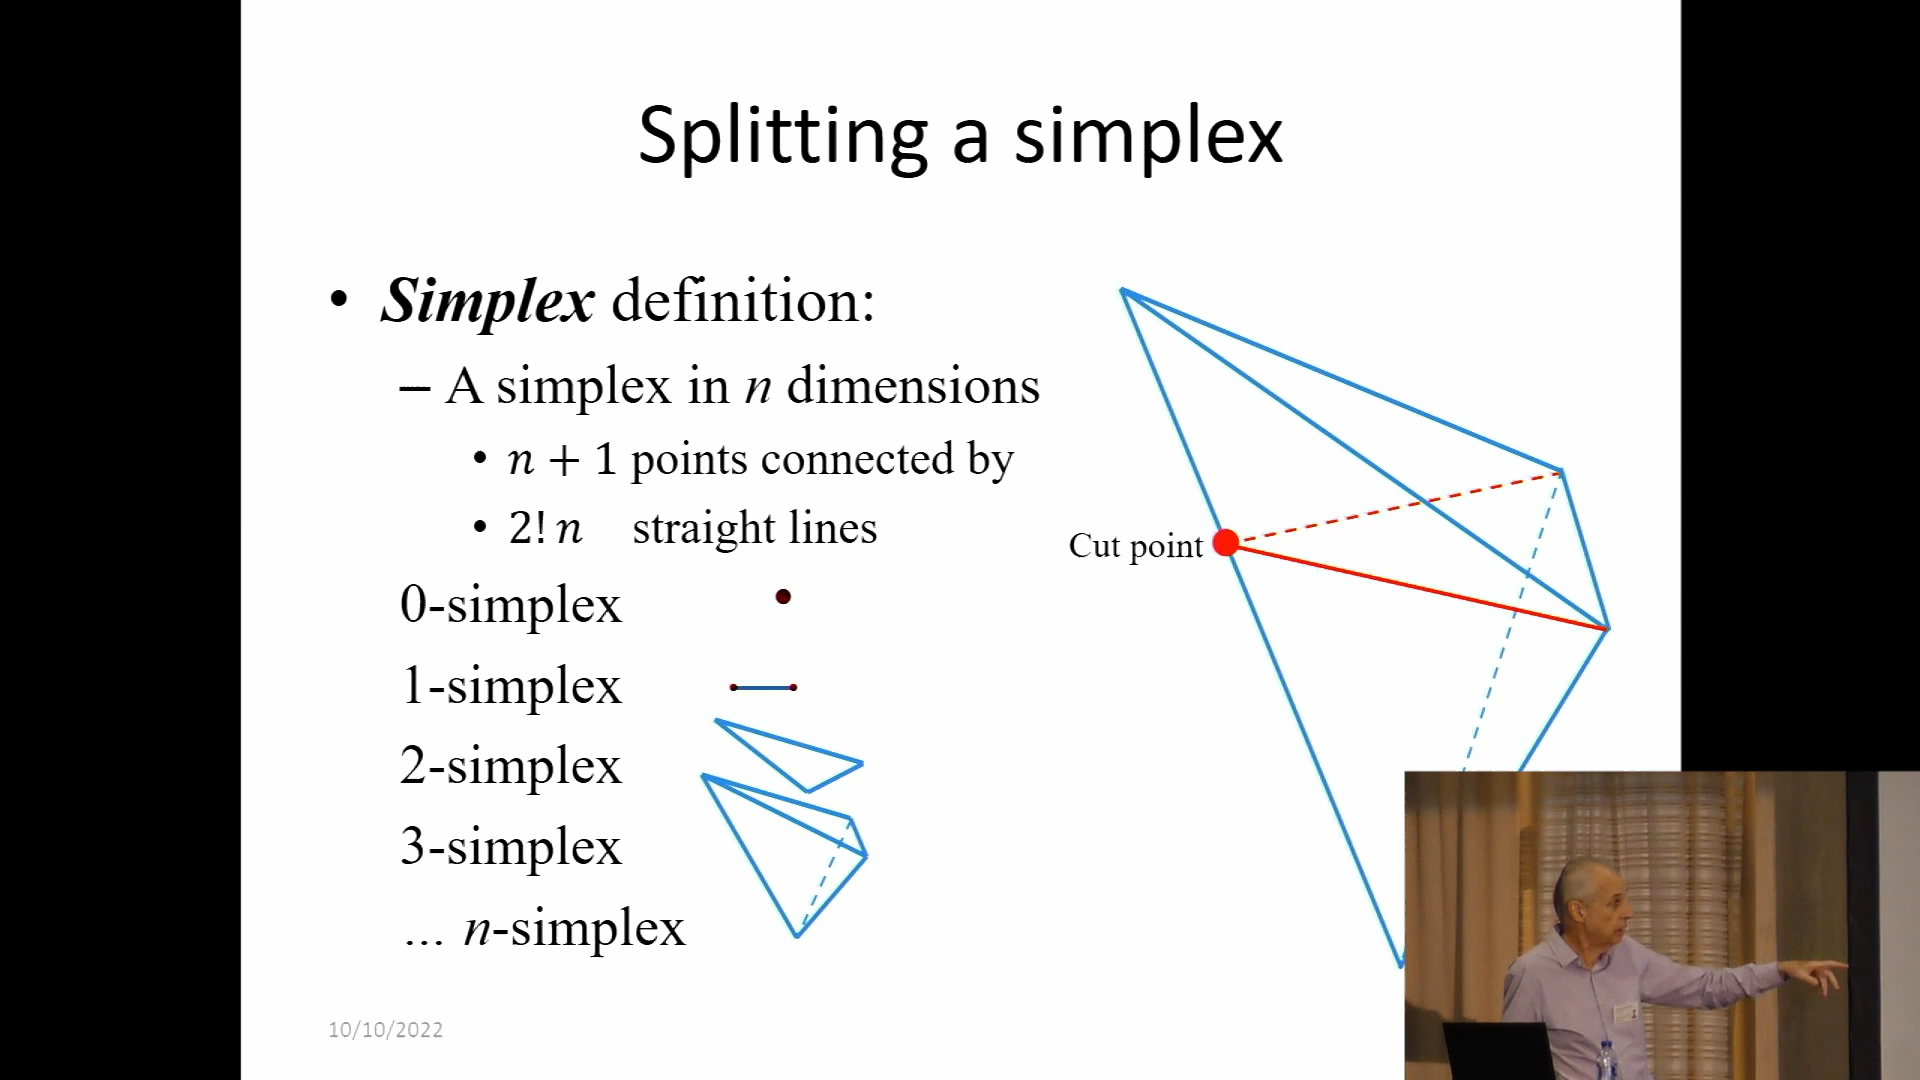 Splitting a simplex
• Simplex definition:
– A simplex in n dimensions
• n + 1 points connected by
• 2! n straight lines
Cut point
0-simplex
1-simplex
2-simplex
3-simplex
... n-simplex
10/10/2022